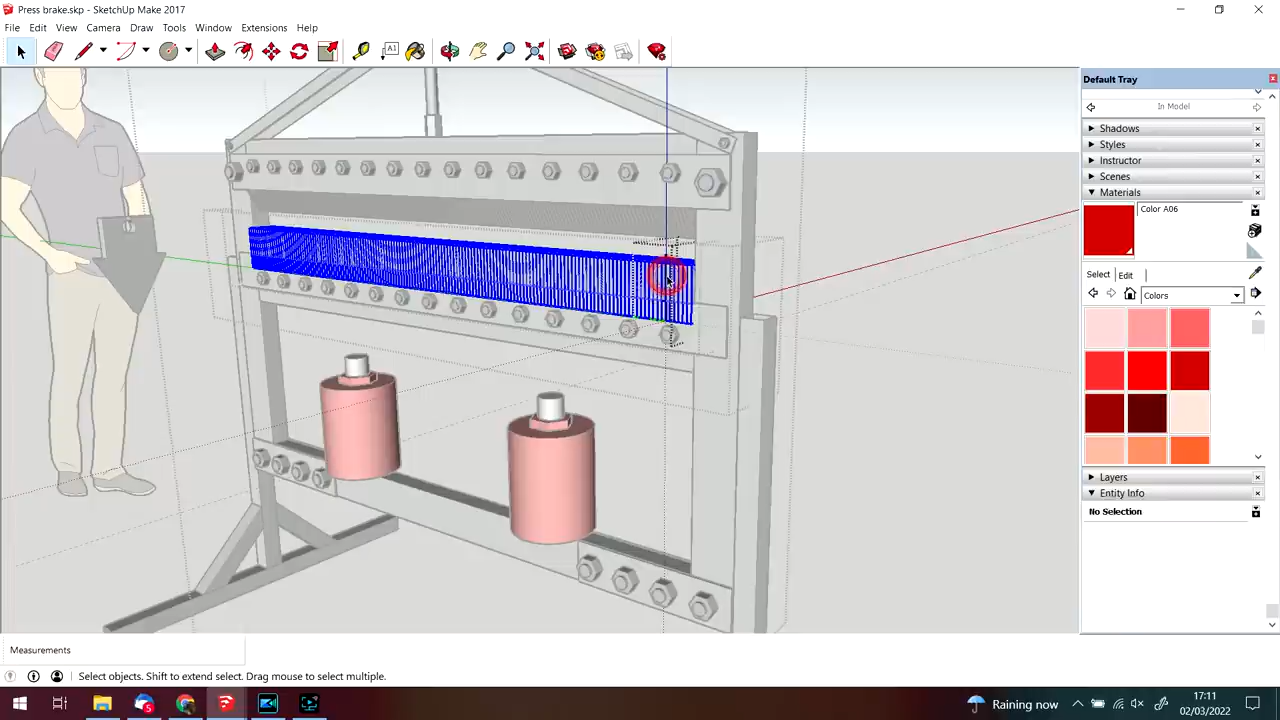 Press brake.skp - SketchUp Make 2017
File Edit View Camera Draw Tools Window Extensions Help
A1
Default Tray
In Model
Shadows
Styles
Instructor
Scenes
Materials
Color A06
Select Edit
Colors
Layers
Entity Info
No Selection
Measurements
Select objects. Shift to extend select. Drag mouse to select multiple.
Raining now
17:11
02/03/2022